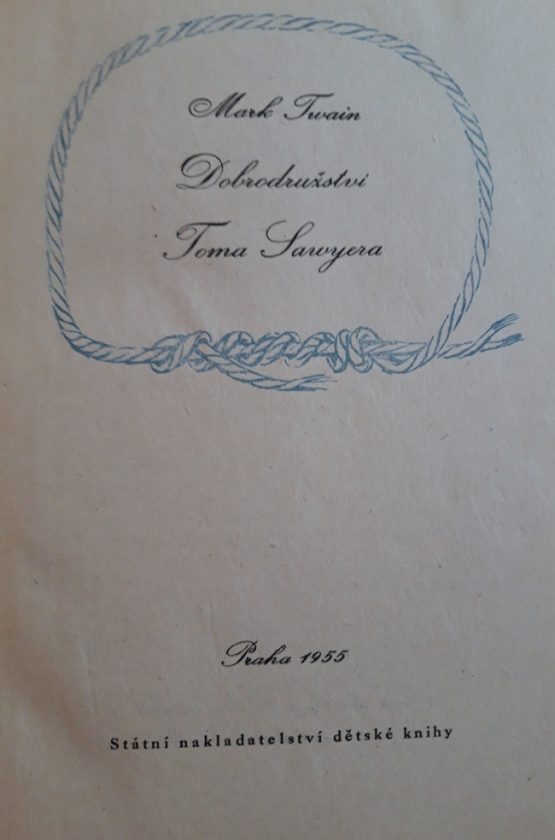 Mark Twain
Dobrodružství
Toma Sawyera
Praha 1955
Státní nakladatelství dětské knihy